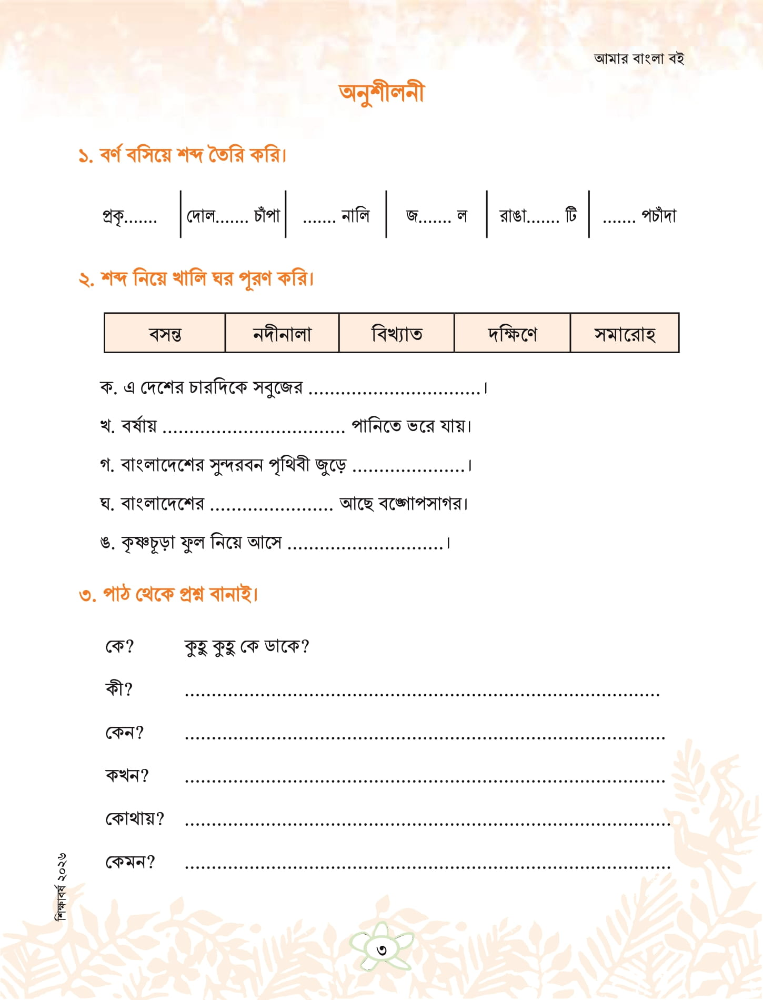 আমার বাংলা বই
অনুশীলনী
১. বর্ণ বসিয়ে শব্দ তৈরি করি।
প্রকৃ....... দোল....... চাঁপা ....... নালি জ....... ল রাঙা....... টি ....... পচাঁদা
২. শব্দ নিয়ে খালি ঘর পূরণ করি।
বসন্ত নদীনালা বিখ্যাত দক্ষিণে সমারোহ
ক. এ দেশের চারদিকে সবুজের ................................।
খ. বর্ষায় .................................. পানিতে ভরে যায়।
গ. বাংলাদেশের সুন্দরবন পৃথিবী জুড়ে .....................।
ঘ. বাংলাদেশের ....................... আছে বঙ্গোপসাগর।
ঙ. কৃষ্ণচূড়া ফুল নিয়ে আসে .............................।
৩. পাঠ থেকে প্রশ্ন বানাই।
কে? কুহু কুহু কে ডাকে?
কী? ........................................................................................
কেন? .........................................................................................
কখন? .........................................................................................
কোথায়? ..........................................................................................
কেমন? ..........................................................................................
শিক্ষাবর্ষ ২০২৬
৩